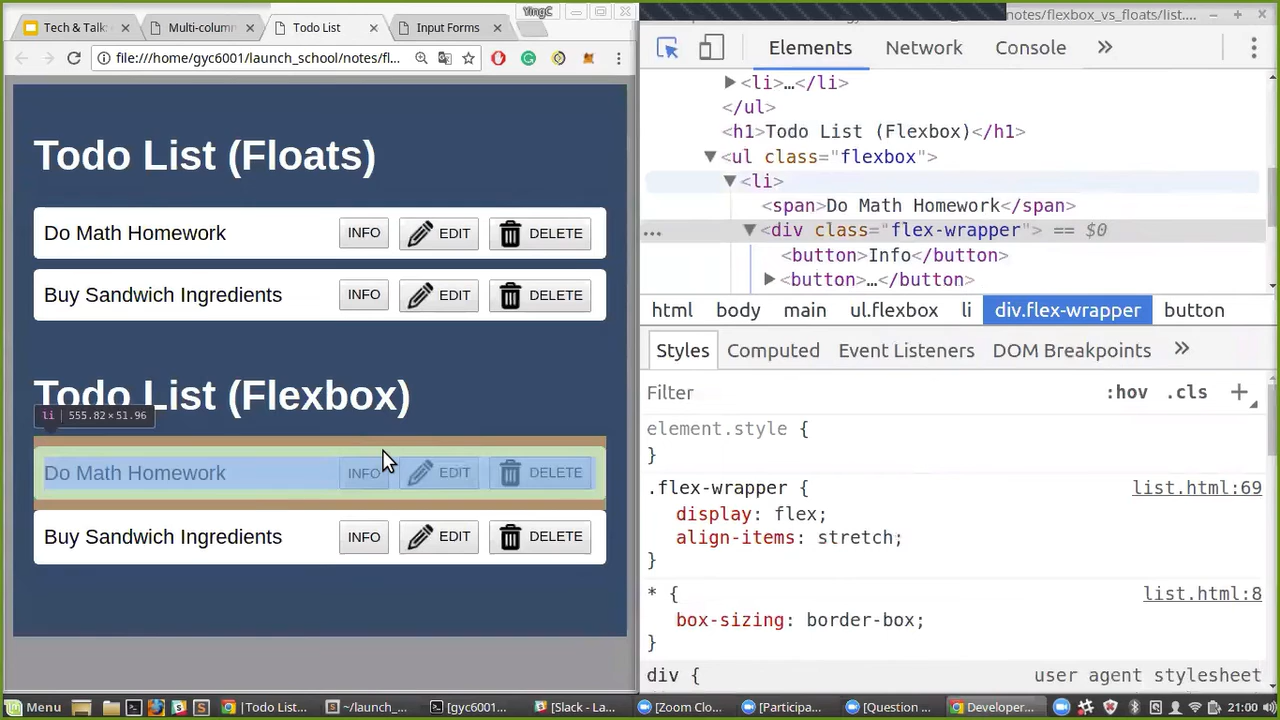 YingC
Tech & Talk
Multi-column
Todo List
Input Forms
file:///home/gyc6001/launch_school/notes/fl...
Todo List (Floats)
Do Math Homework INFO EDIT DELETE
Buy Sandwich Ingredients INFO EDIT DELETE
Todo List (Flexbox)
li 555.82×51.96
Do Math Homework INFO EDIT DELETE
Buy Sandwich Ingredients INFO EDIT DELETE
notes/flexbox_vs_floats/list....
Elements Network Console »
<li>…</li>
</ul>
<h1>Todo List (Flexbox)</h1>
<ul class="flexbox">
<li>
<span>Do Math Homework</span>
... <div class="flex-wrapper"> == $0
<button>Info</button>
<button>…</button>
html body main ul.flexbox li div.flex-wrapper button
Styles Computed Event Listeners DOM Breakpoints »
Filter :hov .cls +
element.style {
}
.flex-wrapper { list.html:69
display: flex;
align-items: stretch;
}
* { list.html:8
box-sizing: border-box;
}
div { user agent stylesheet
Menu [Todo List... ~/launch_... [gyc6001... [Slack - La... [Zoom Clo... [Participa... [Question ... Developer... 21:00